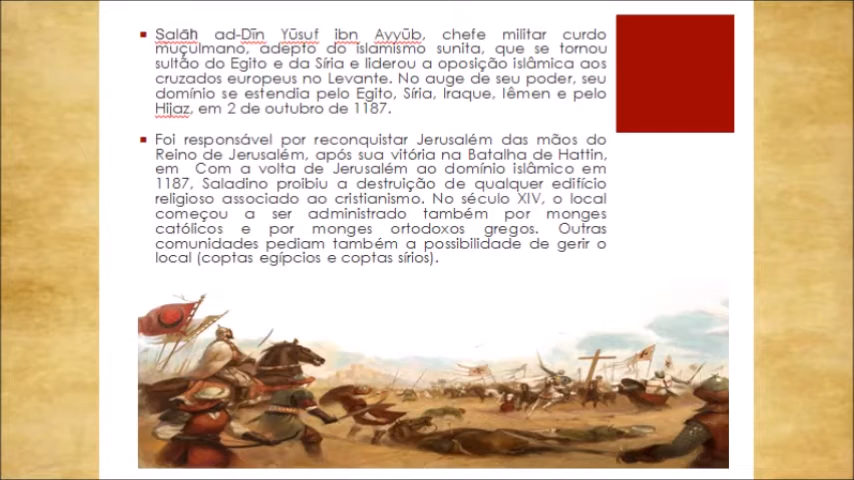 Salāħ ad-Dīn Yūsuf ibn Ayyūb, chefe militar curdo
muçulmano, adepto do islamismo sunita, que se tornou
sultão do Egito e da Síria e liderou a oposição islâmica aos
cruzados europeus no Levante. No auge de seu poder, seu
domínio se estendia pelo Egito, Síria, Iraque, Iêmen e pelo
Hijaz, em 2 de outubro de 1187.
Foi responsável por reconquistar Jerusalém das mãos do
Reino de Jerusalém, após sua vitória na Batalha de Hattin,
em Com a volta de Jerusalém ao domínio islâmico em
1187, Saladino proibiu a destruição de qualquer edifício
religioso associado ao cristianismo. No século XIV, o local
começou a ser administrado também por monges
católicos e por monges ortodoxos gregos. Outras
comunidades pediam também a possibilidade de gerir o
local (coptas egípcios e coptas sírios).